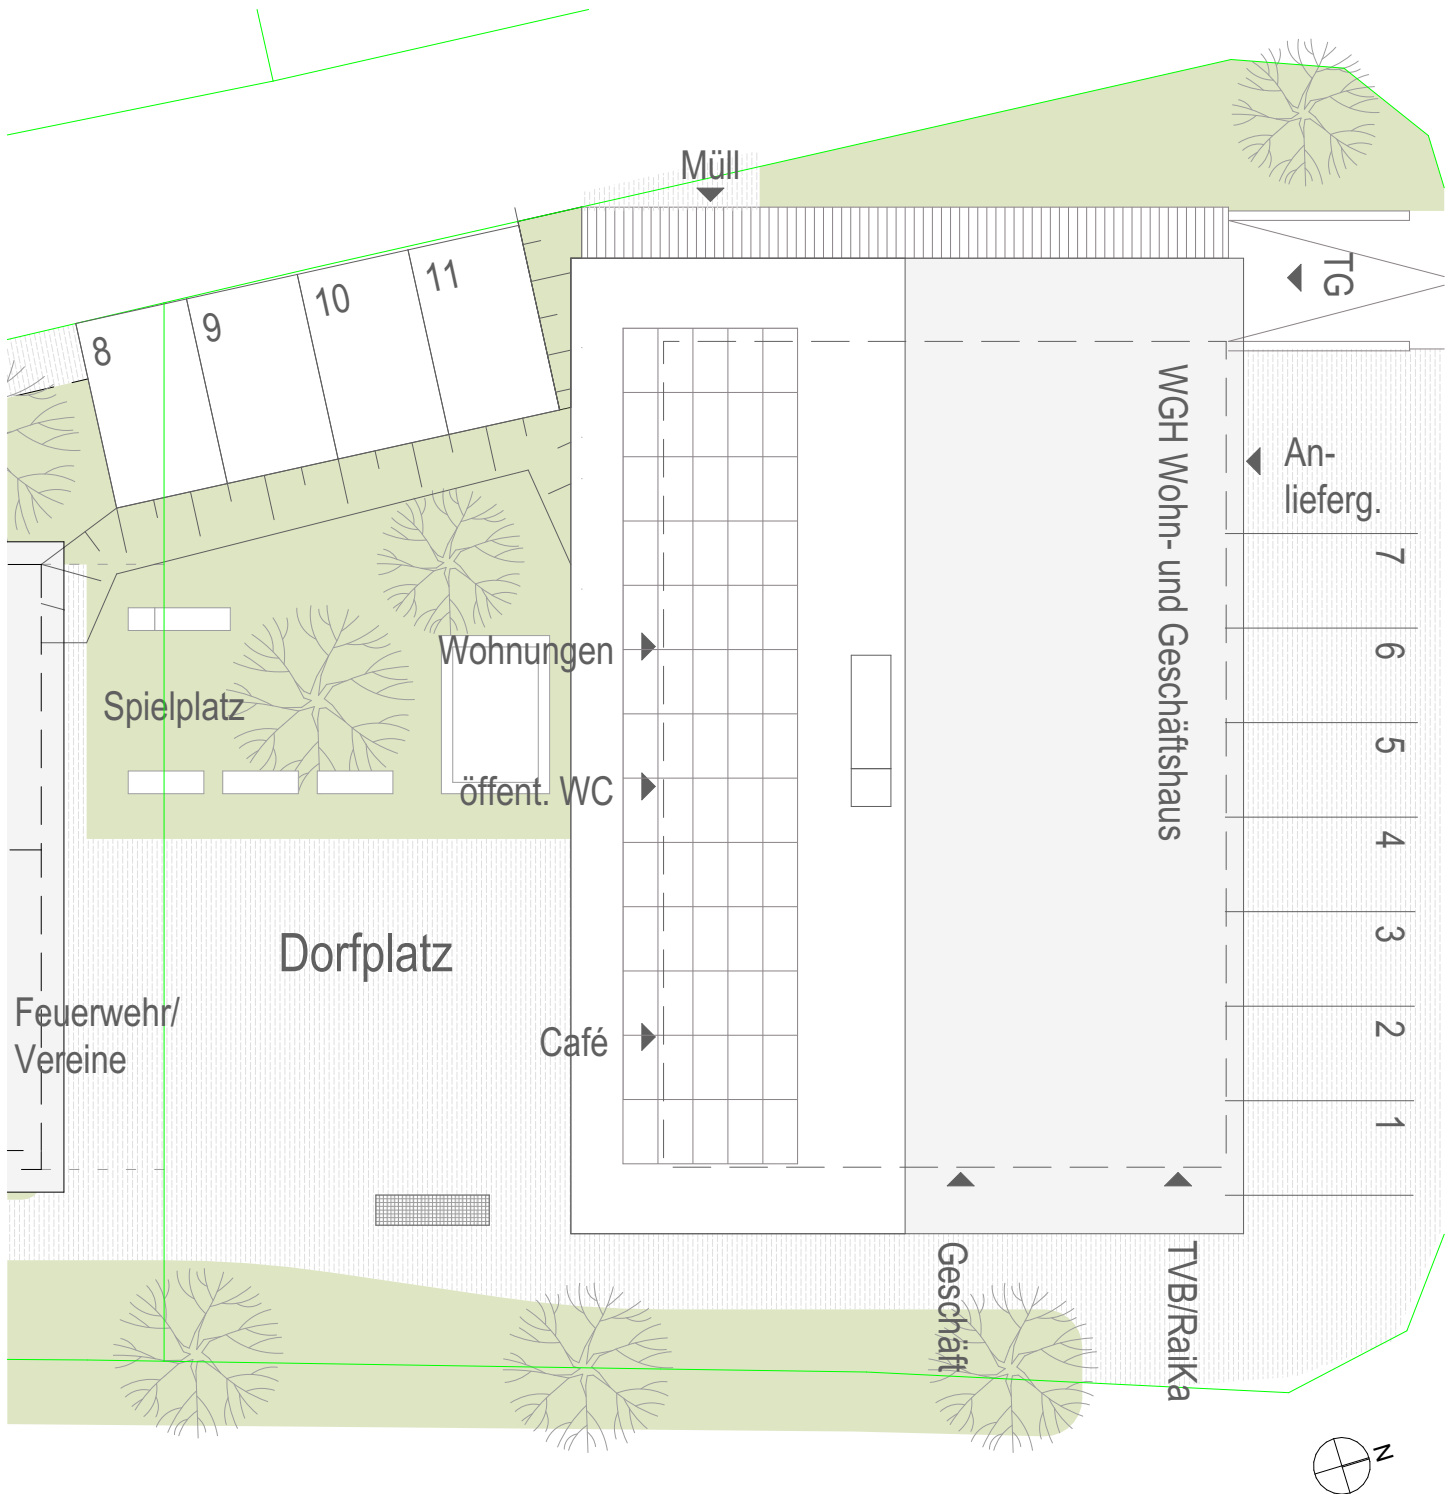 Müll
TG
8
9
10
11
An-
lieferg.
WGH Wohn- und Geschäftshaus
7
6
5
4
3
2
1
Wohnungen
Spielplatz
öffent. WC
Dorfplatz
Feuerwehr/
Vereine
Café
Geschäft
TVB/Raika
N